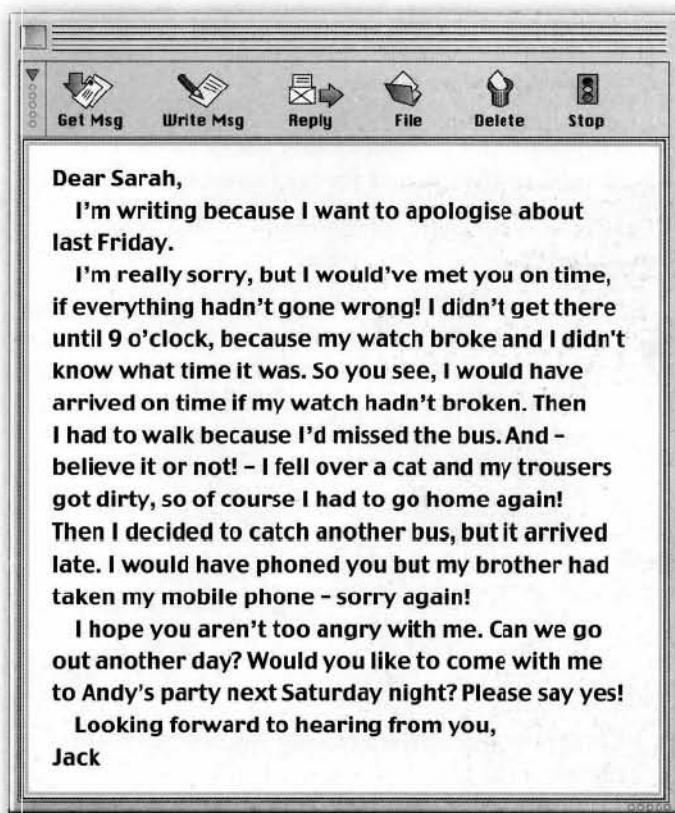 Get Msg Write Msg Reply File Delete Stop
Dear Sarah,
I'm writing because I want to apologise about
last Friday.
I'm really sorry, but I would've met you on time,
if everything hadn't gone wrong! I didn't get there
until 9 o'clock, because my watch broke and I didn't
know what time it was. So you see, I would have
arrived on time if my watch hadn't broken. Then
I had to walk because I'd missed the bus. And –
believe it or not! – I fell over a cat and my trousers
got dirty, so of course I had to go home again!
Then I decided to catch another bus, but it arrived
late. I would have phoned you but my brother had
taken my mobile phone – sorry again!
I hope you aren't too angry with me. Can we go
out another day? Would you like to come with me
to Andy's party next Saturday night? Please say yes!
Looking forward to hearing from you,
Jack